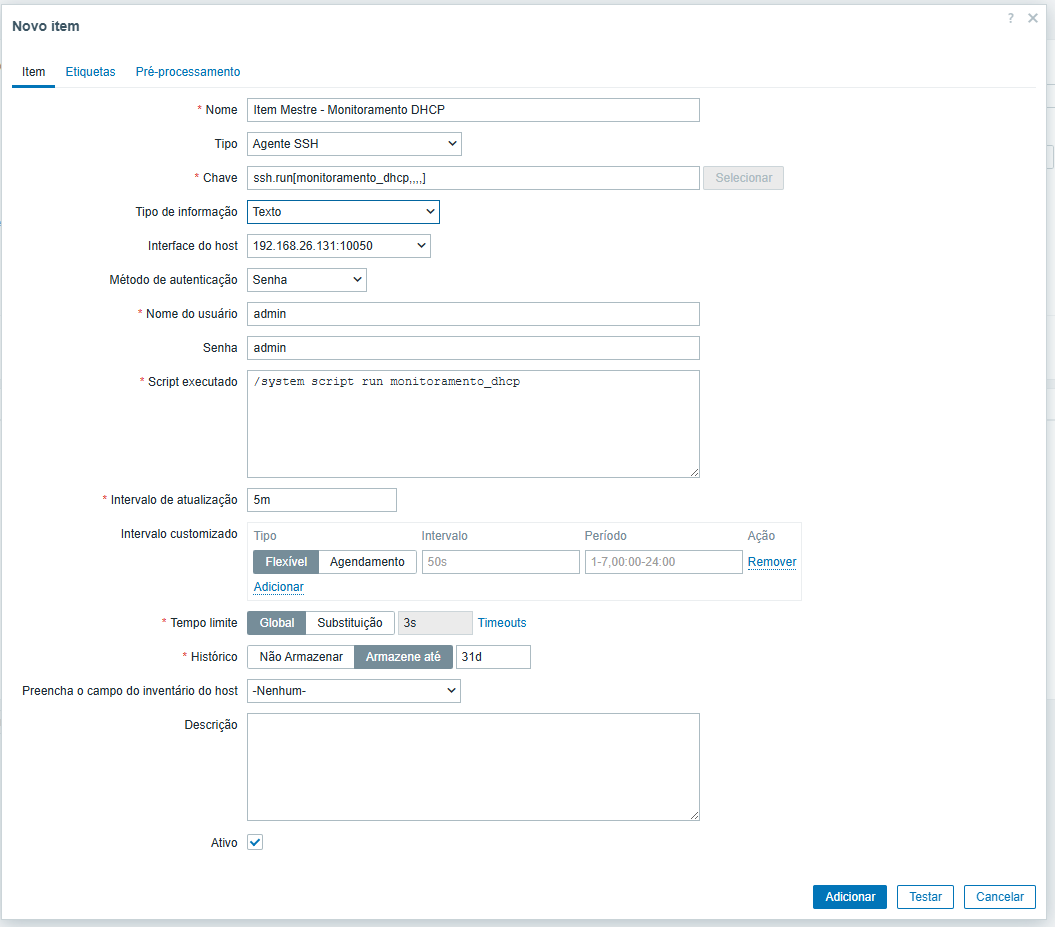 Novo item
? ×
Item Etiquetas Pré-processamento
* Nome Item Mestre - Monitoramento DHCP
Tipo Agente SSH
* Chave ssh.run[monitoramento_dhcp,,,,] Selecionar
Tipo de informação Texto
Interface do host 192.168.26.131:10050
Método de autenticação Senha
* Nome do usuário admin
Senha admin
* Script executado /system script run monitoramento_dhcp
* Intervalo de atualização 5m
Intervalo customizado Tipo Intervalo Período Ação
Flexível Agendamento 50s 1-7,00:00-24:00 Remover
Adicionar
* Tempo limite Global Substituição 3s Timeouts
* Histórico Não Armazenar Armazene até 31d
Preencha o campo do inventário do host -Nenhum-
Descrição
Ativo
Adicionar Testar Cancelar